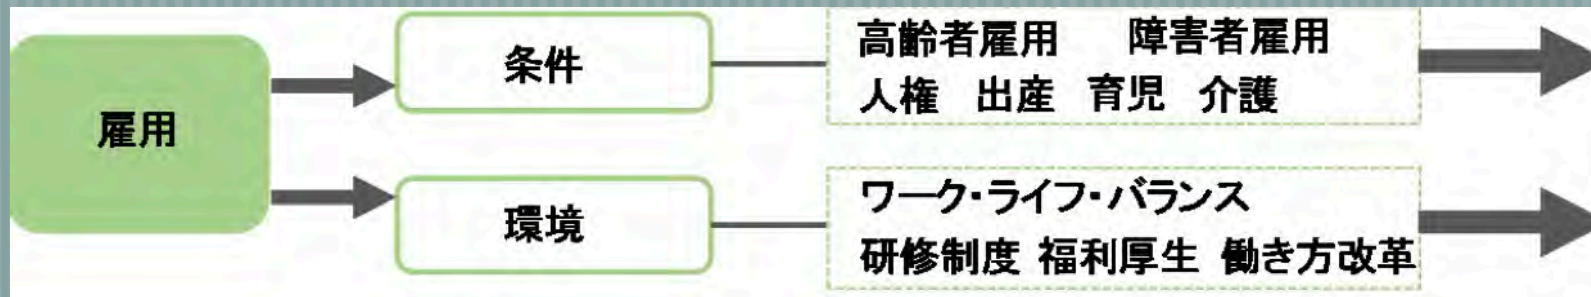 雇用
条件
高齢者雇用 障害者雇用
人権 出産 育児 介護
環境
ワーク・ライフ・バランス
研修制度 福利厚生 働き方改革